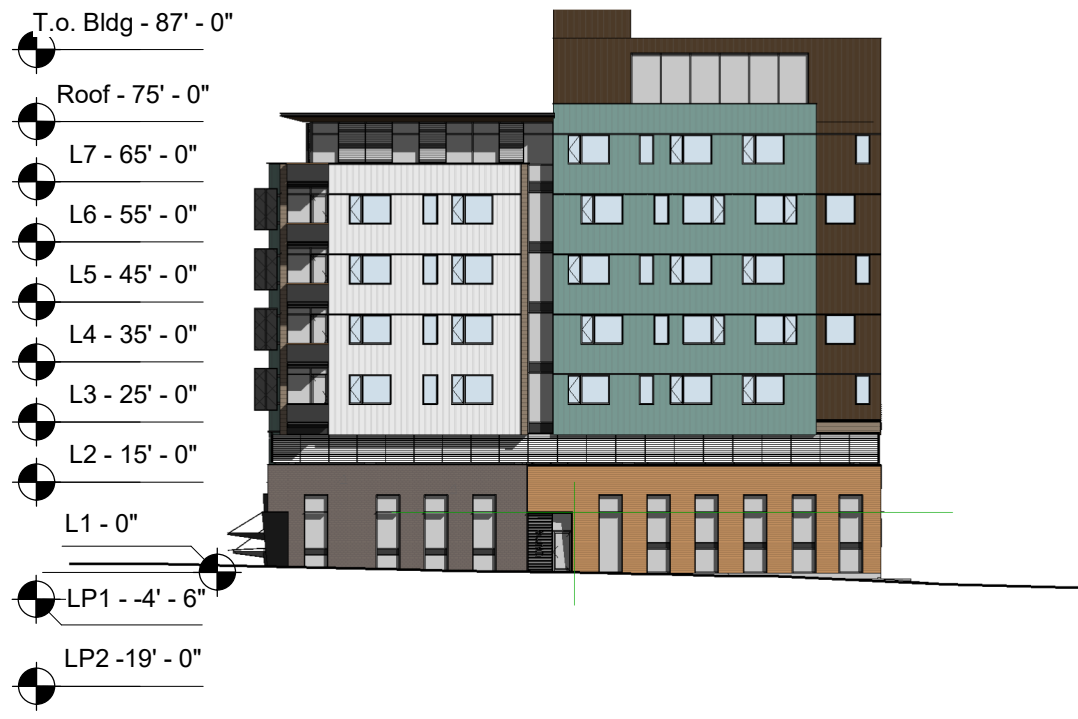 T.o. Bldg - 87' - 0"
Roof - 75' - 0"
L7 - 65' - 0"
L6 - 55' - 0"
L5 - 45' - 0"
L4 - 35' - 0"
L3 - 25' - 0"
L2 - 15' - 0"
L1 - 0"
LP1 - -4' - 6"
LP2 -19' - 0"